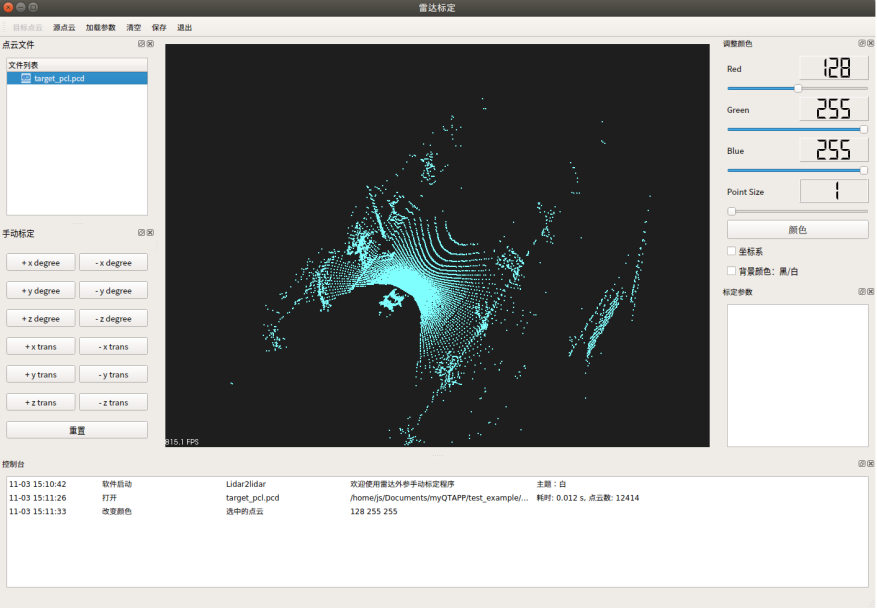 雷达标定
目标点云 源点云 加载参数 清空 保存 退出
点云文件
文件列表
target_pcl.pcd
手动标定
+ x degree - x degree
+ y degree - y degree
+ z degree - z degree
+ x trans - x trans
+ y trans - y trans
+ z trans - z trans
重置
815.1 FPS
调整颜色
Red 128
Green 255
Blue 255
Point Size 1
颜色
坐标系
背景颜色：黑/白
标定参数
控制台
11-03 15:10:42 软件启动 Lidar2lidar 欢迎使用雷达外参手动标定程序 主题：白
11-03 15:11:26 打开 target_pcl.pcd /home/js/Documents/myQTAPP/test_example/... 耗时: 0.012 s, 点云数: 12414
11-03 15:11:33 改变颜色 选中的点云 128 255 255